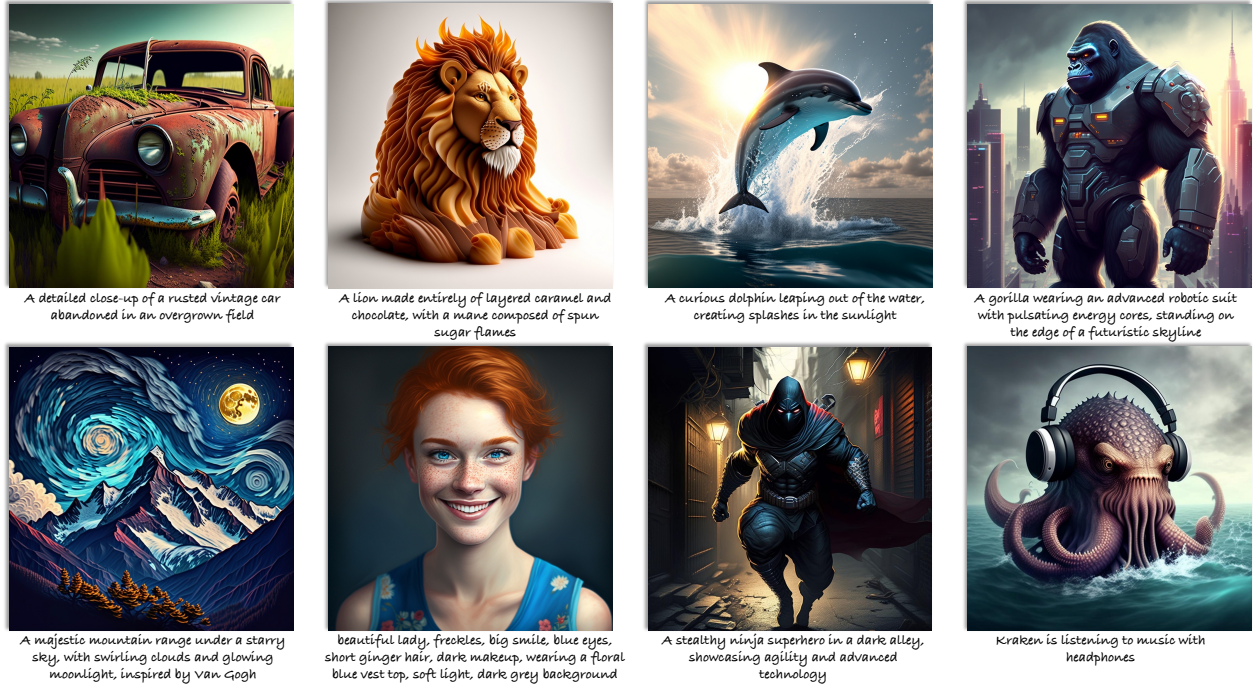 A detailed close-up of a rusted vintage car
abandoned in an overgrown field
A lion made entirely of layered caramel and
chocolate, with a mane composed of spun
sugar flames
A curious dolphin leaping out of the water,
creating splashes in the sunlight
A gorilla wearing an advanced robotic suit
with pulsating energy cores, standing on
the edge of a futuristic skyline
A majestic mountain range under a starry
sky, with swirling clouds and glowing
moonlight, inspired by Van Gogh
beautiful lady, freckles, big smile, blue eyes,
short ginger hair, dark makeup, wearing a floral
blue vest top, soft light, dark grey background
A stealthy ninja superhero in a dark alley,
showcasing agility and advanced
technology
Kraken is listening to music with
headphones